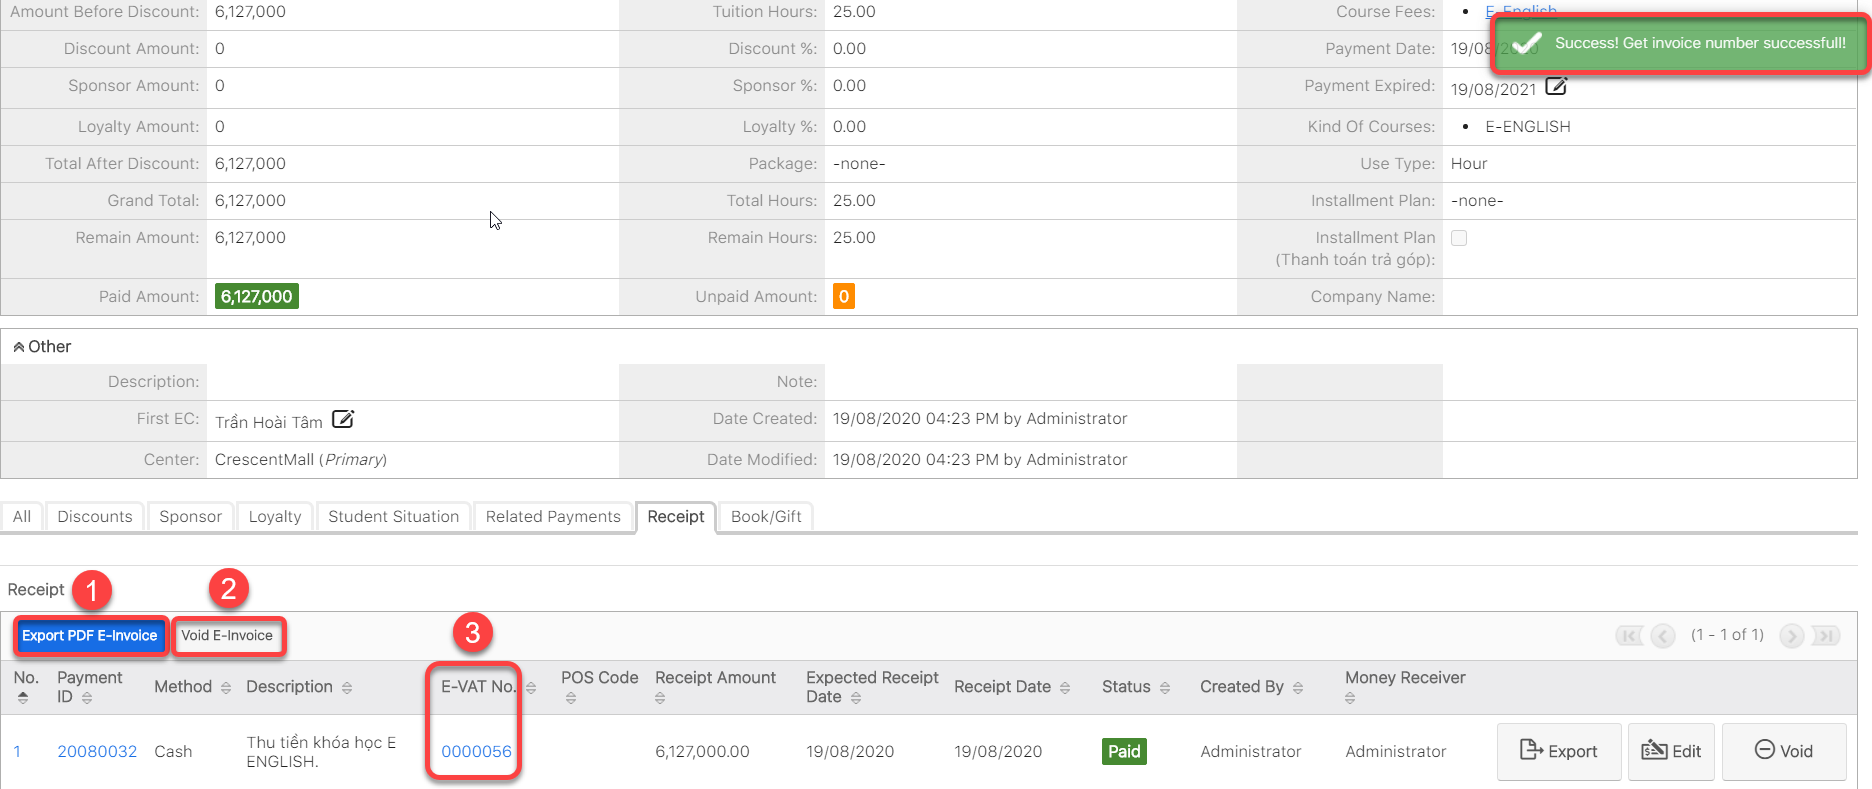 Amount Before Discount: 6,127,000 Tuition Hours: 25.00 Course Fees: • E-English
Success! Get invoice number successfull!
Discount Amount: 0 Discount %: 0.00 Payment Date: 19/08/2020
Sponsor Amount: 0 Sponsor %: 0.00 Payment Expired: 19/08/2021
Loyalty Amount: 0 Loyalty %: 0.00 Kind Of Courses: • E-ENGLISH
Total After Discount: 6,127,000 Package: -none- Use Type: Hour
Grand Total: 6,127,000 Total Hours: 25.00 Installment Plan: -none-
Remain Amount: 6,127,000 Remain Hours: 25.00 Installment Plan
(Thanh toán trả góp):
Paid Amount: 6,127,000 Unpaid Amount: 0 Company Name:
Other
Description: Note:
First EC: Trần Hoài Tâm Date Created: 19/08/2020 04:23 PM by Administrator
Center: CrescentMall (Primary) Date Modified: 19/08/2020 04:23 PM by Administrator
All Discounts Sponsor Loyalty Student Situation Related Payments Receipt Book/Gift
Receipt 1 2
3
Export PDF E-Invoice Void E-Invoice (1 - 1 of 1)
No. Payment ID Method Description E-VAT No. POS Code Receipt Amount Expected Receipt Date Receipt Date Status Created By Money Receiver
1 20080032 Cash Thu tiền khóa học E ENGLISH. 0000056 6,127,000.00 19/08/2020 19/08/2020 Paid Administrator Administrator Export Edit Void